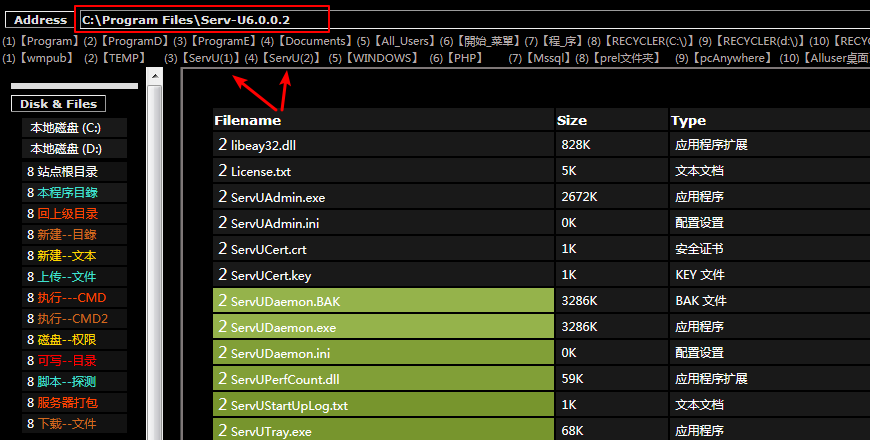 Address C:\Program Files\Serv-U6.0.0.2
(1)【Program】(2)【ProgramD】(3)【ProgramE】(4)【Documents】(5)【All_Users】(6)【開始_菜單】(7)【程_序】(8)【RECYCLER(C:\)】(9)【RECYCLER(d:\)】(10)【RECY
(1)【wmpub】 (2)【TEMP】 (3)【ServU(1)】(4)【ServU(2)】 (5)【WINDOWS】 (6)【PHP】 (7)【Mssql】(8)【prel文件夹】 (9)【pcAnywhere】 (10)【Alluser桌面
Disk & Files
本地磁盘 (C:)
本地磁盘 (D:)
8 站点根目录
8 本程序目錄
8 回上级目录
8 新建--目録
8 新建--文本
8 上传--文件
8 执行---CMD
8 执行--CMD2
8 磁盘--权限
8 可写--目录
8 脚本--探测
8 服务器打包
8 下载--文件
Filename Size Type
2 libeay32.dll 828K 应用程序扩展
2 License.txt 5K 文本文档
2 ServUAdmin.exe 2672K 应用程序
2 ServUAdmin.ini 0K 配置设置
2 ServUCert.crt 1K 安全证书
2 ServUCert.key 1K KEY 文件
2 ServUDaemon.BAK 3286K BAK 文件
2 ServUDaemon.exe 3286K 应用程序
2 ServUDaemon.ini 0K 配置设置
2 ServUPerfCount.dll 59K 应用程序扩展
2 ServUStartUpLog.txt 1K 文本文档
2 ServUTray.exe 68K 应用程序